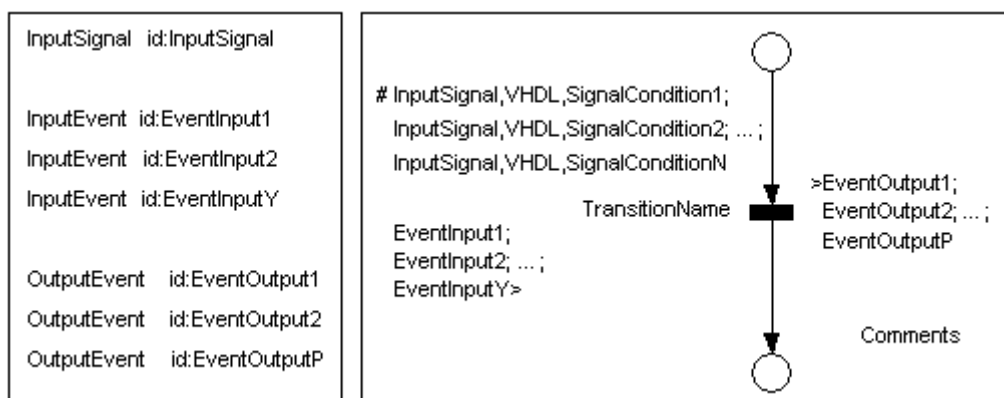 InputSignal id:InputSignal
InputEvent id:EventInput1
InputEvent id:EventInput2
InputEvent id:EventInputY
OutputEvent id:EventOutput1
OutputEvent id:EventOutput2
OutputEvent id:EventOutputP
# InputSignal,VHDL,SignalCondition1;
InputSignal,VHDL,SignalCondition2; ... ;
InputSignal,VHDL,SignalConditionN
TransitionName
>EventOutput1;
EventOutput2; ... ;
EventOutputP
EventInput1;
EventInput2; ... ;
EventInputY>
Comments